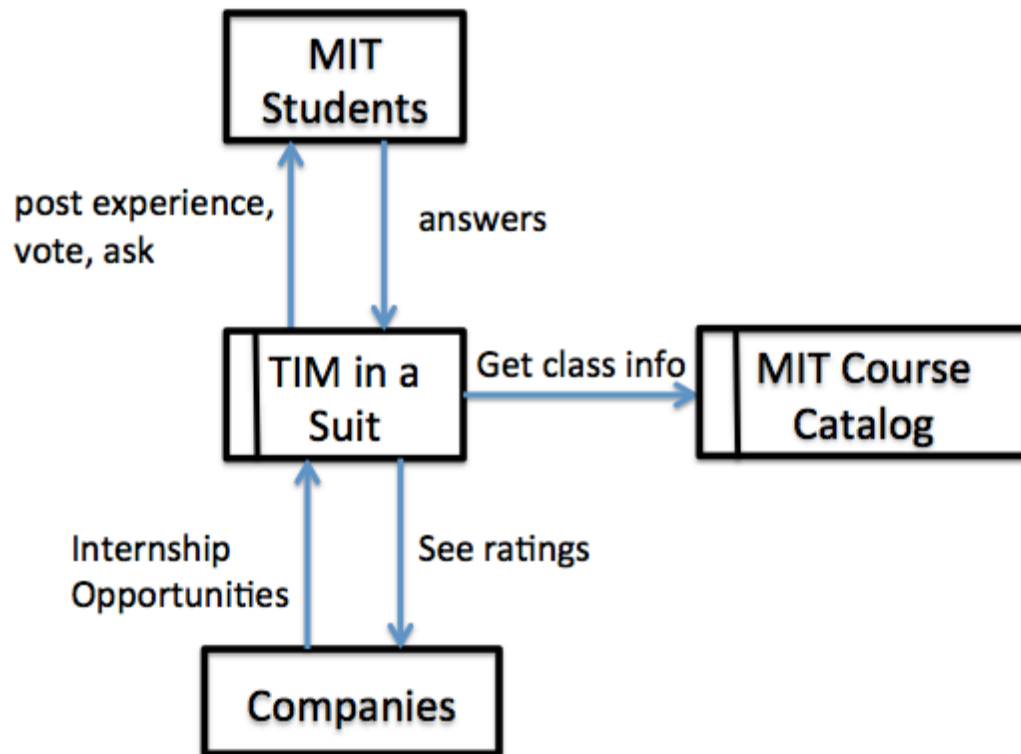 MIT
Students
post experience,
vote, ask
answers
TIM in a
Suit
Get class info
MIT Course
Catalog
Internship
Opportunities
See ratings
Companies